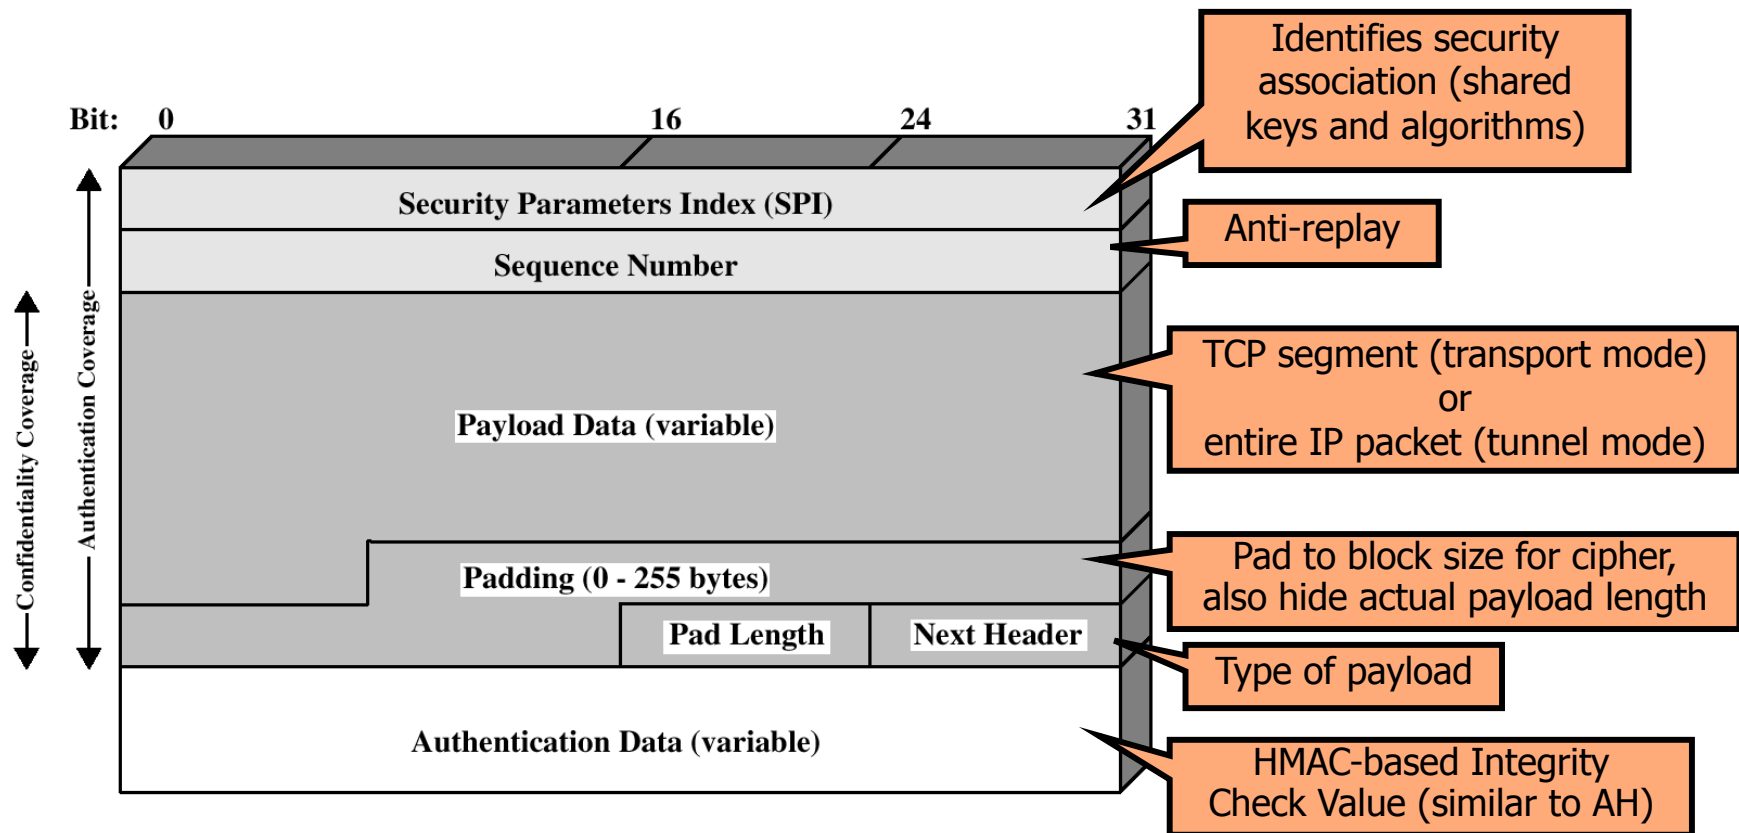 Identifies security
association (shared
keys and algorithms)
Bit: 0 16 24 31
Security Parameters Index (SPI)
Anti-replay
Sequence Number
Confidentiality Coverage
Authentication Coverage
TCP segment (transport mode)
or
entire IP packet (tunnel mode)
Payload Data (variable)
Pad to block size for cipher,
also hide actual payload length
Padding (0 - 255 bytes)
Pad Length
Next Header
Type of payload
Authentication Data (variable)
HMAC-based Integrity
Check Value (similar to AH)